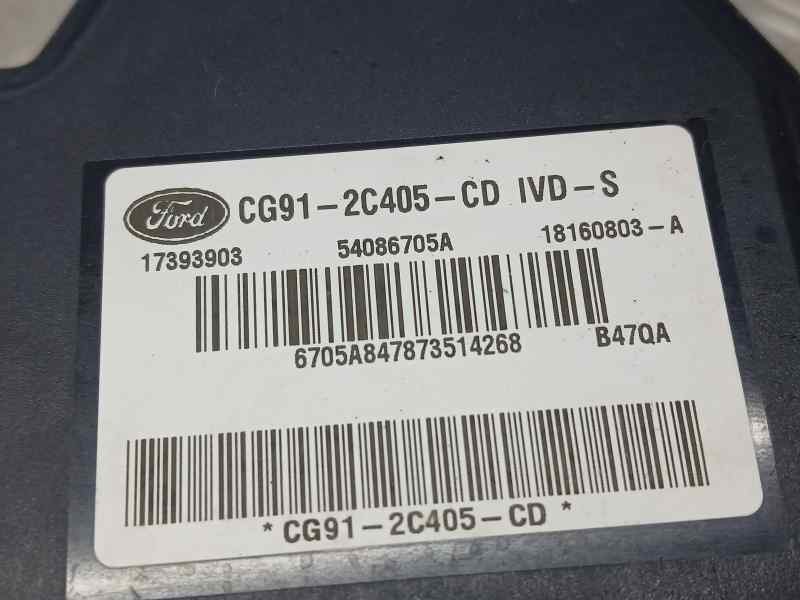 Ford CG91-2C405-CD IVD-S
17393903 54086705A 18160803-A
6705A847873514268 B47QA
*CG91-2C405-CD*